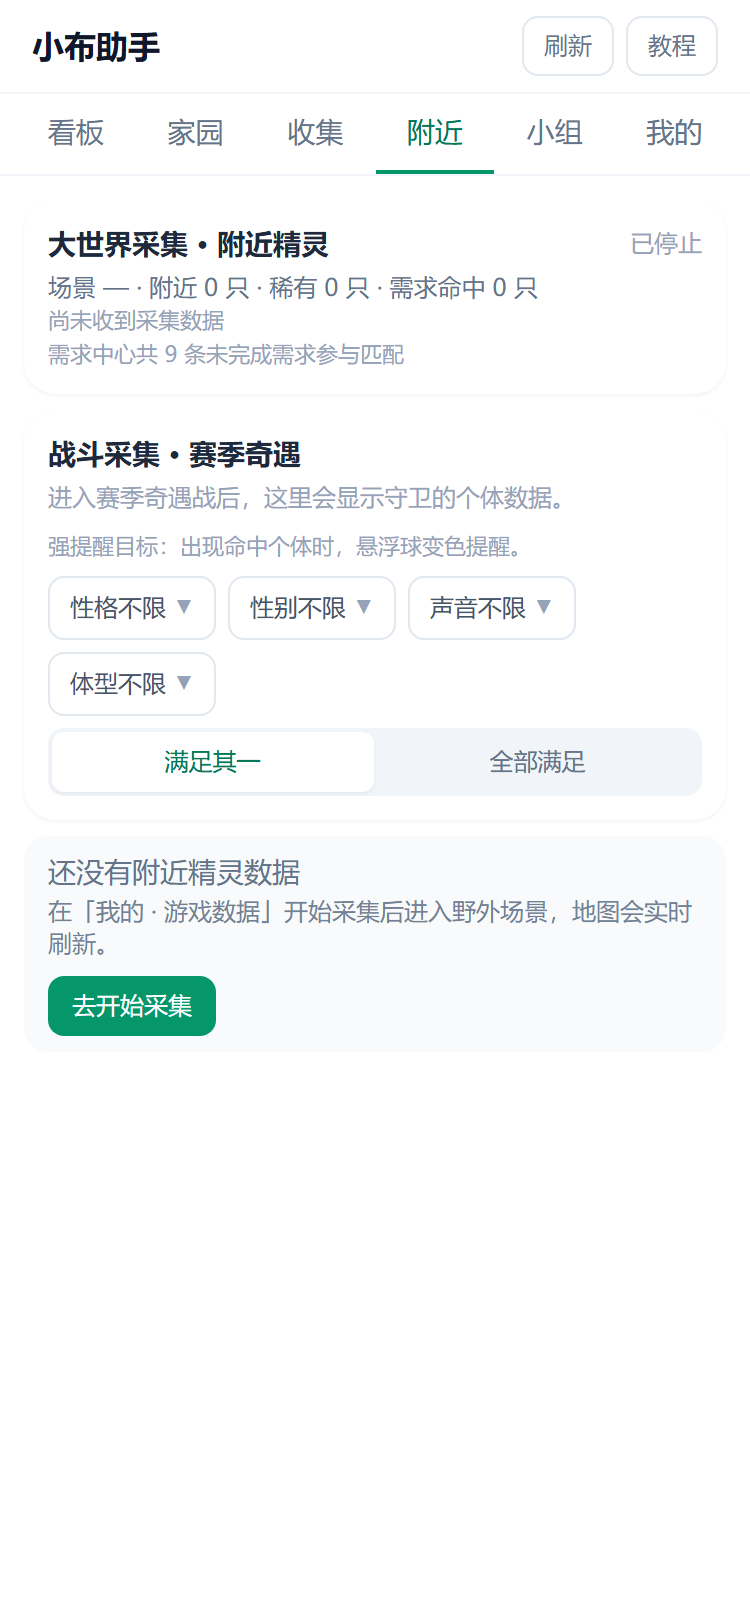 小布助手
刷新
教程
看板
家园
收集
附近
小组
我的
大世界采集 · 附近精灵
已停止
场景 — · 附近 0 只 · 稀有 0 只 · 需求命中 0 只
尚未收到采集数据
需求中心共 9 条未完成需求参与匹配
战斗采集 · 赛季奇遇
进入赛季奇遇战后，这里会显示守卫的个体数据。
强提醒目标：出现命中个体时，悬浮球变色提醒。
性格不限 ▼
性别不限 ▼
声音不限 ▼
体型不限 ▼
满足其一
全部满足
还没有附近精灵数据
在「我的 · 游戏数据」开始采集后进入野外场景，地图会实时
刷新。
去开始采集